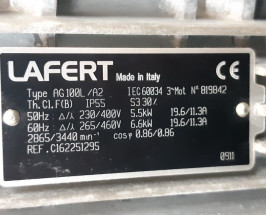 LAFERT Made in Italy CE
Type AG100L/A2 IEC60034 3~Mot N° 819842
Th.Cl.F(B) IP55 S3 30%
50Hz: Δ/⅄ 230/400V 5.5kW 19.6/11.3A
60Hz: Δ/⅄ 265/460V 6.6kW 19.6/11.3A
2865/3440 min⁻¹ cosφ 0.86/0.86
REF.C162251295
0911